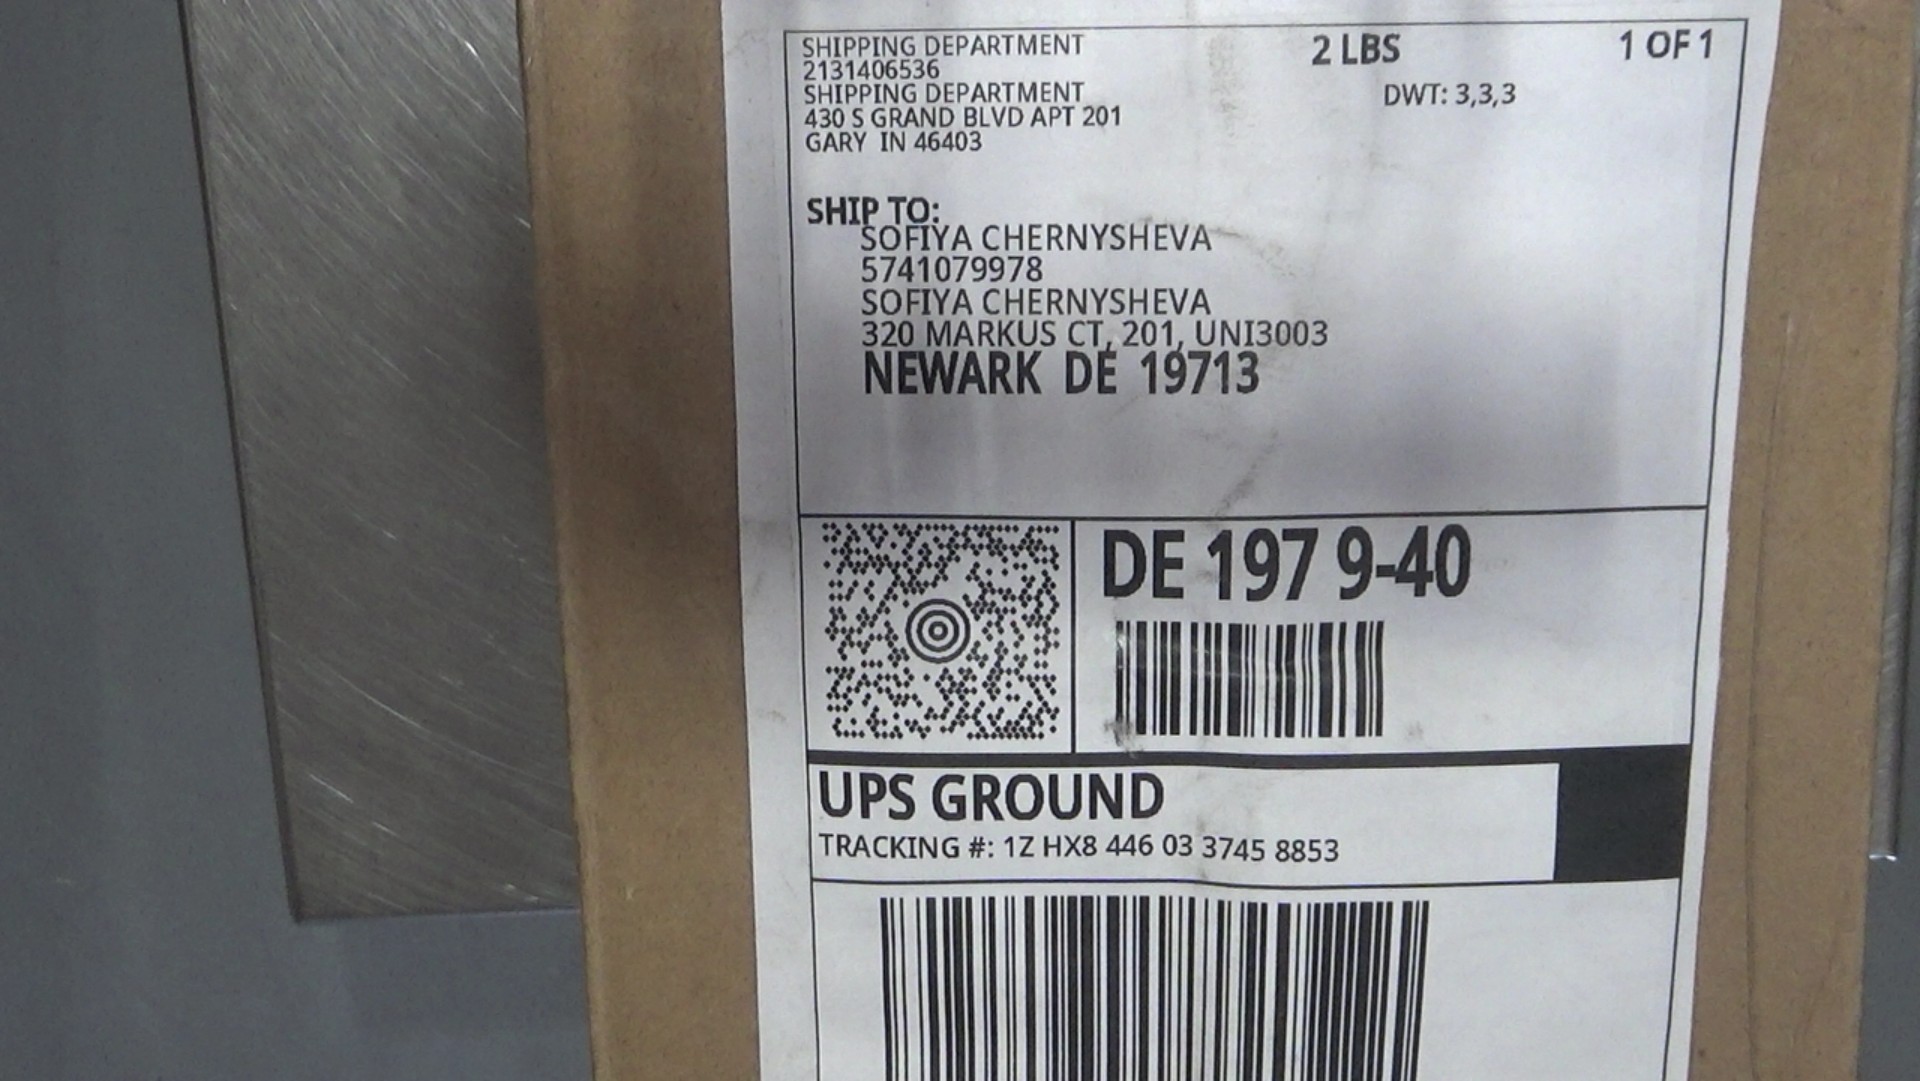 SHIPPING DEPARTMENT
2131406536
SHIPPING DEPARTMENT
430 S GRAND BLVD APT 201
GARY IN 46403
2 LBS
1 OF 1
DWT: 3,3,3
SHIP TO:
SOFIYA CHERNYSHEVA
5741079978
SOFIYA CHERNYSHEVA
320 MARKUS CT, 201, UNI3003
NEWARK DE 19713
DE 197 9-40
UPS GROUND
TRACKING #: 1Z HX8 446 03 3745 8853